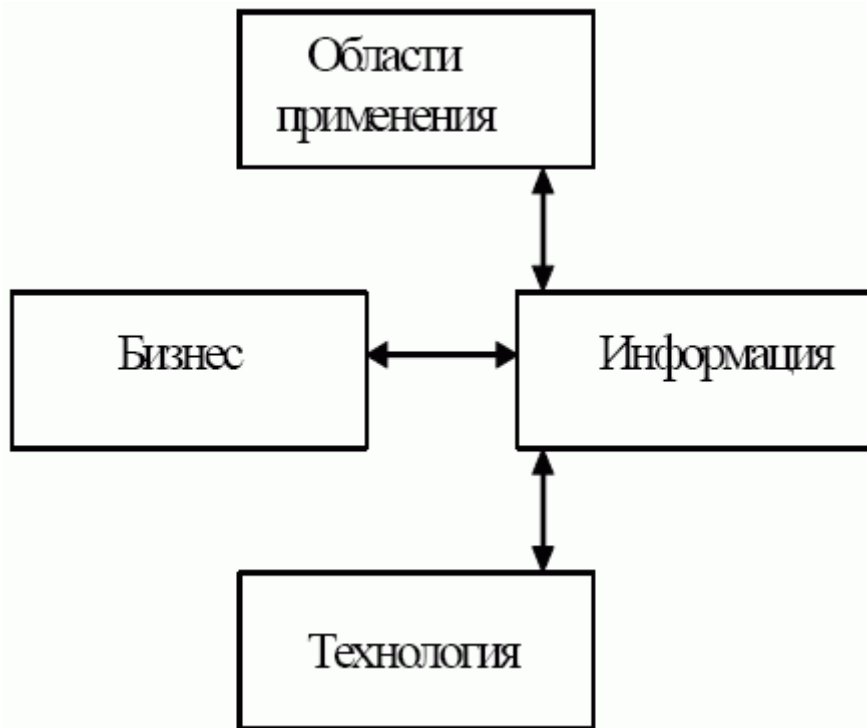 Области
применения
Бизнес
Информация
Технология